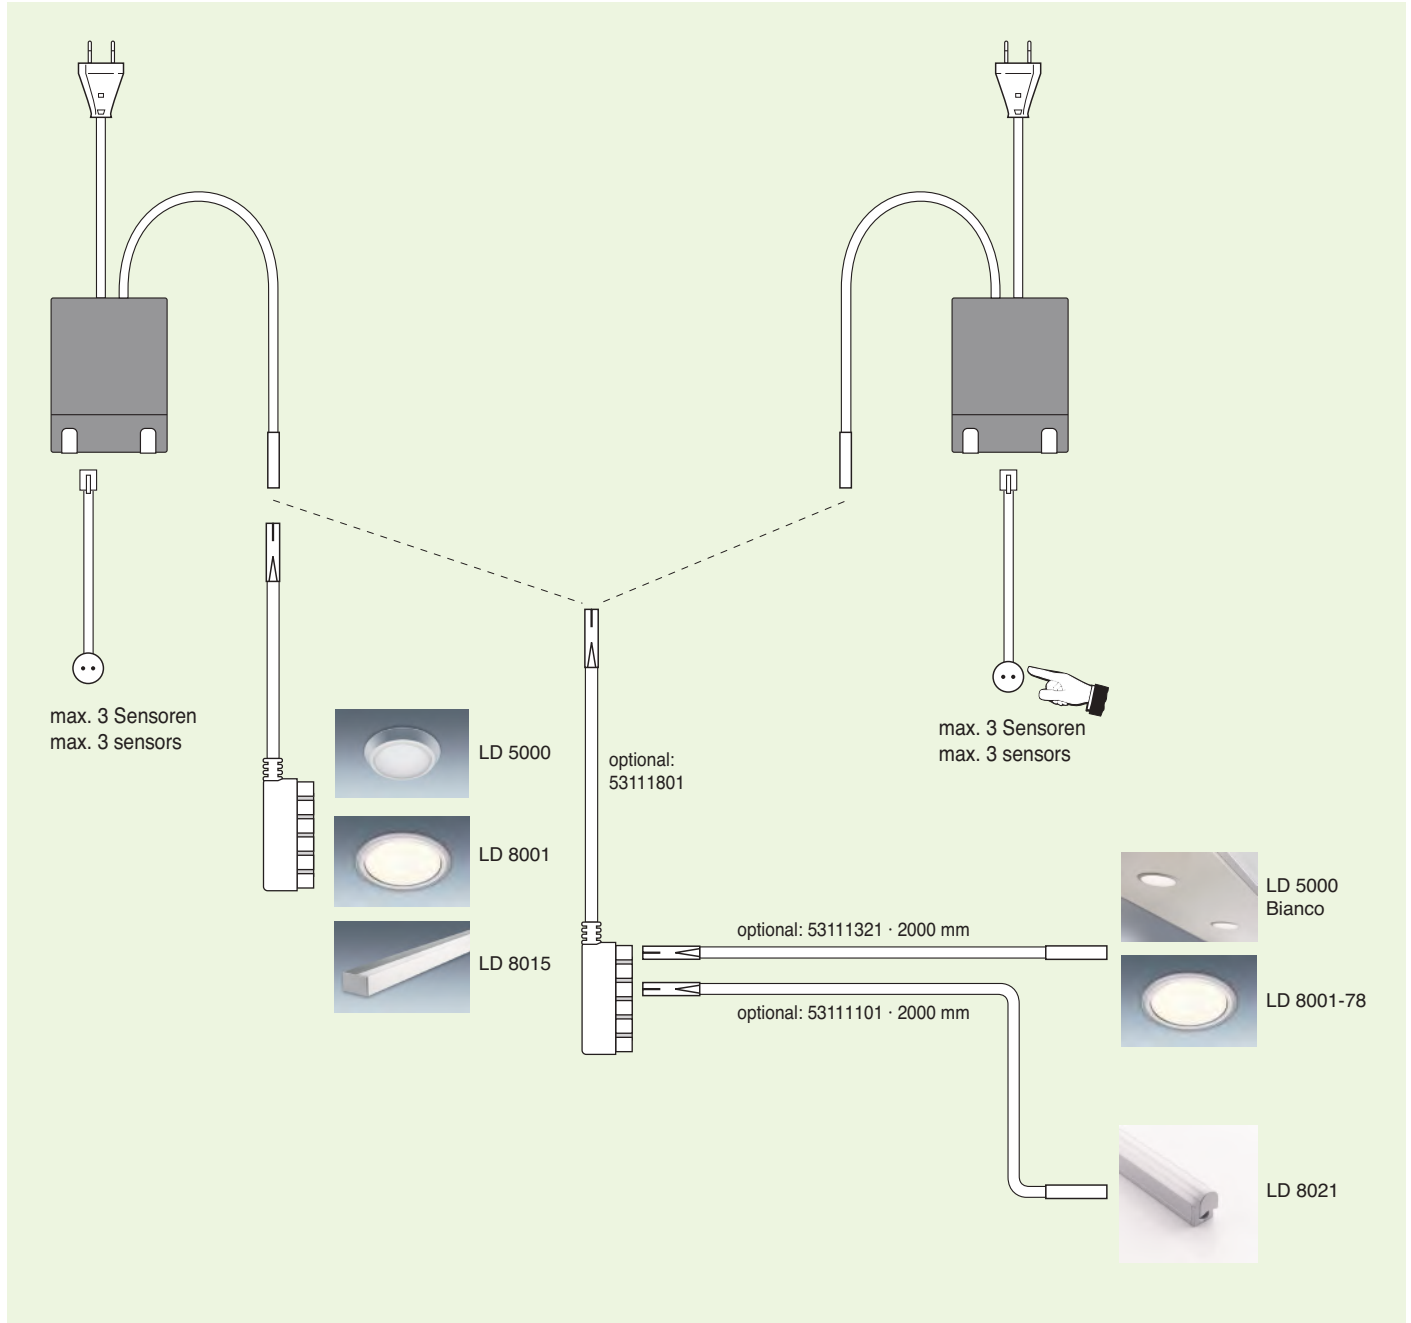 max. 3 Sensoren
max. 3 sensors
LD 5000
LD 8001
LD 8015
optional:
53111801
max. 3 Sensoren
max. 3 sensors
optional: 53111321 · 2000 mm
optional: 53111101 · 2000 mm
LD 5000
Bianco
LD 8001-78
LD 8021